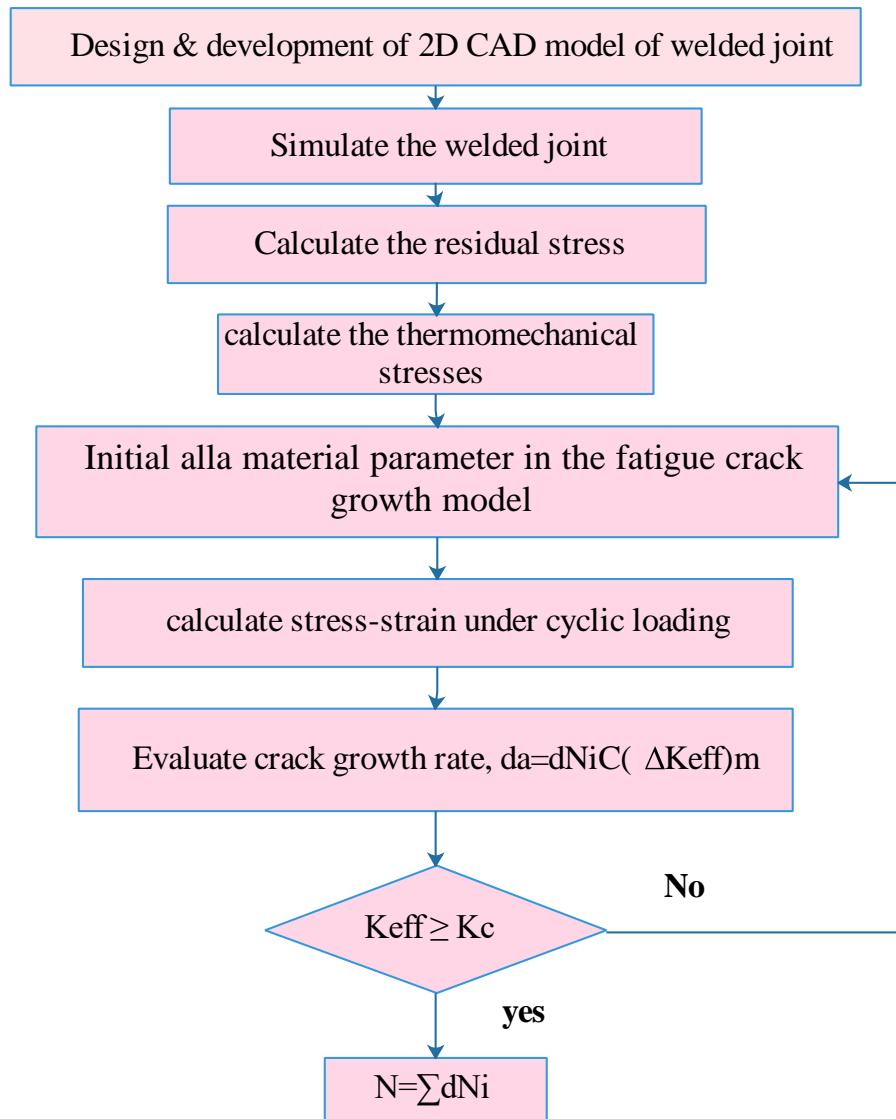 Design & development of 2D CAD model of welded joint
Simulate the welded joint
Calculate the residual stress
calculate the thermomechanical
stresses
Initial alla material parameter in the fatigue crack
growth model
calculate stress-strain under cyclic loading
Evaluate crack growth rate, da=dNiC( ΔKeff)m
Keff ≥ Kc
No
yes
N=∑dNi